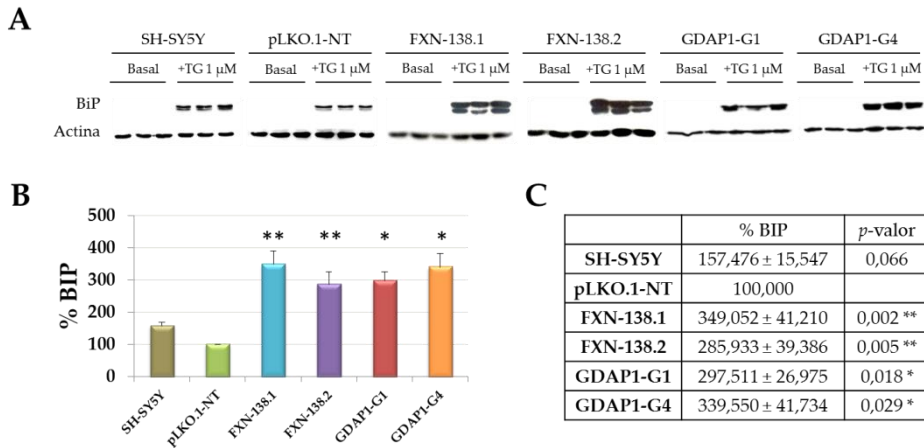 A
SH-SY5Y pLKO.1-NT FXN-138.1 FXN-138.2 GDAP1-G1 GDAP1-G4
Basal +TG 1 µM Basal +TG 1 µM Basal +TG 1 µM Basal +TG 1 µM Basal +TG 1 µM Basal +TG 1 µM
BiP
Actina
B
% BIP
500
400
300
200
100
0
** ** * *
SH-SY5Y pLKO.1-NT FXN-138.1 FXN-138.2 GDAP1-G1 GDAP1-G4
C
% BIP p-valor
SH-SY5Y 157,476 ± 15,547 0,066
pLKO.1-NT 100,000
FXN-138.1 349,052 ± 41,210 0,002 **
FXN-138.2 285,933 ± 39,386 0,005 **
GDAP1-G1 297,511 ± 26,975 0,018 *
GDAP1-G4 339,550 ± 41,734 0,029 *